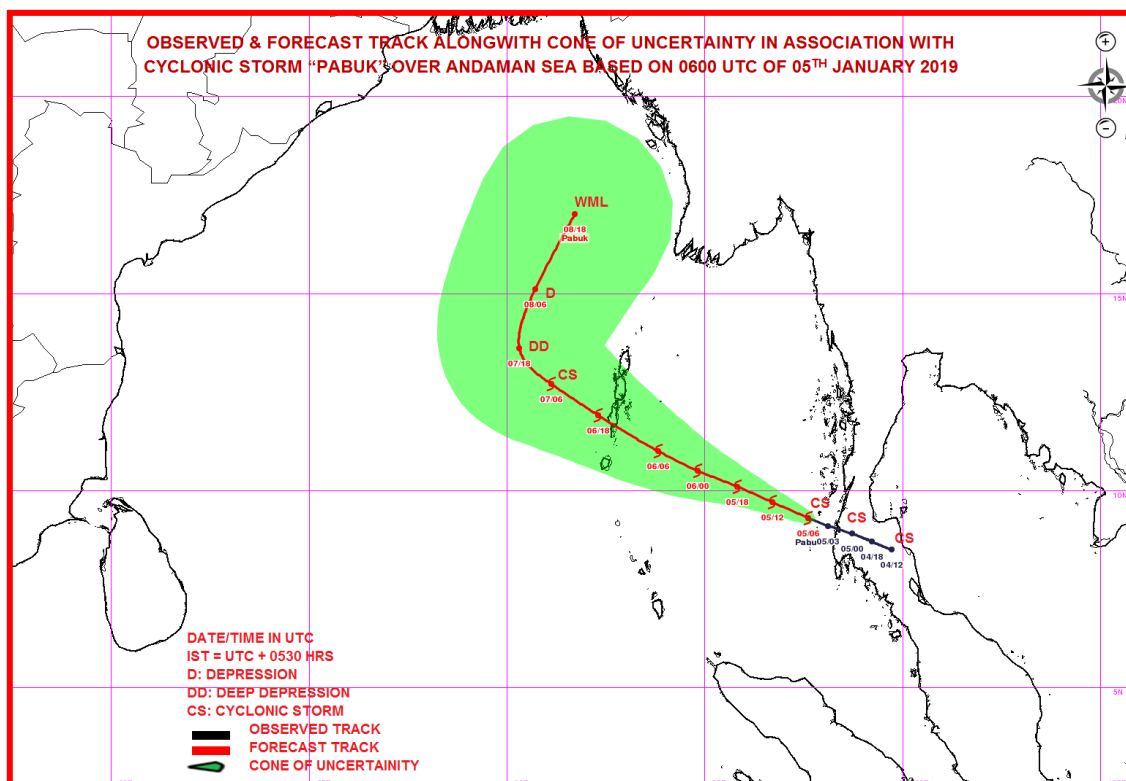 OBSERVED & FORECAST TRACK ALONGWITH CONE OF UNCERTAINTY IN ASSOCIATION WITH
CYCLONIC STORM “PABUK” OVER ANDAMAN SEA BASED ON 0600 UTC OF 05TH JANUARY 2019
20N
WML
08/18
Pabuk
15N
D
08/06
DD
07/18
CS
07/06
06/18
06/06
06/00
10N
05/18
05/12
CS
05/06
Pabu
05/03
CS
05/00
04/18
CS
04/12
DATE/TIME IN UTC
IST = UTC + 0530 HRS
D: DEPRESSION
DD: DEEP DEPRESSION
5N
CS: CYCLONIC STORM
OBSERVED TRACK
FORECAST TRACK
CONE OF UNCERTAINITY